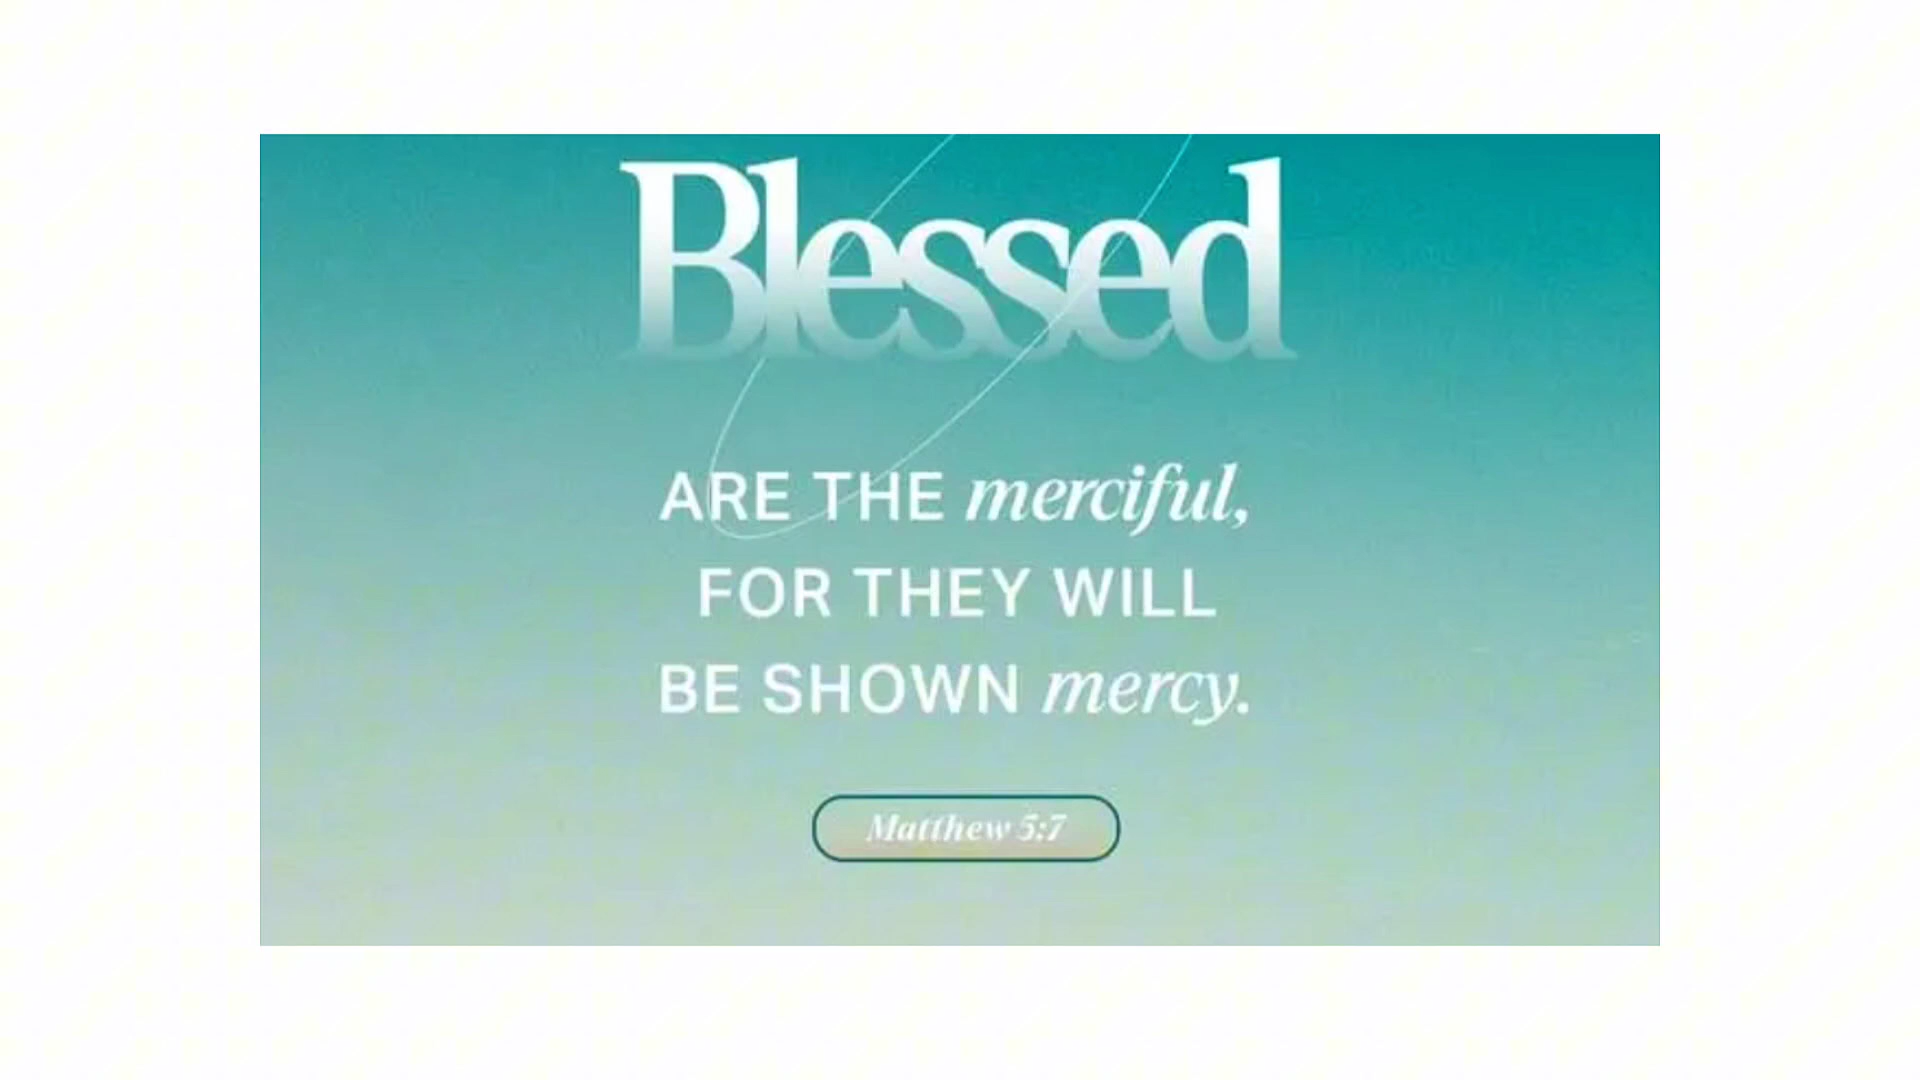 Blessed
ARE THE merciful,
FOR THEY WILL
BE SHOWN mercy.
Matthew 5:7